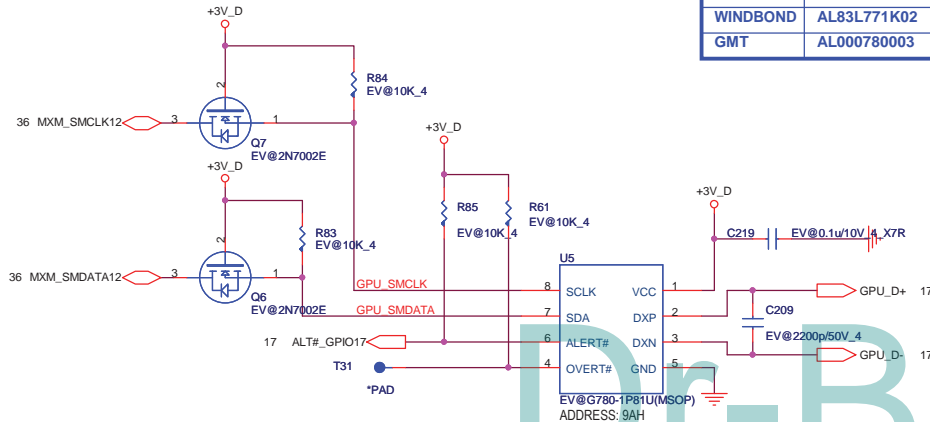 +3V_D
WINDBOND AL83L771K02
GMT AL000780003
2
R84
EV@10K_4
36 MXM_SMCLK12 3 1
Q7
EV@2N7002E
+3V_D
+3V_D
+3V_D
2
R83
EV@10K_4
R85
EV@10K_4
R61
EV@10K_4
C219 EV@0.1u/10V_4_X7R
36 MXM_SMDATA12 3 1
Q6
EV@2N7002E
U5
GPU_SMCLK 8 SCLK VCC 1 GPU_D+ 17
GPU_SMDATA 7 SDA DXP 2
C209
EV@2200p/50V_4
17 ALT#_GPIO17 6 ALERT# DXN 3 GPU_D- 17
T31 4 OVERT# GND 5
*PAD
EV@G780-1P81U(MSOP)
ADDRESS: 9AH
Dr-B